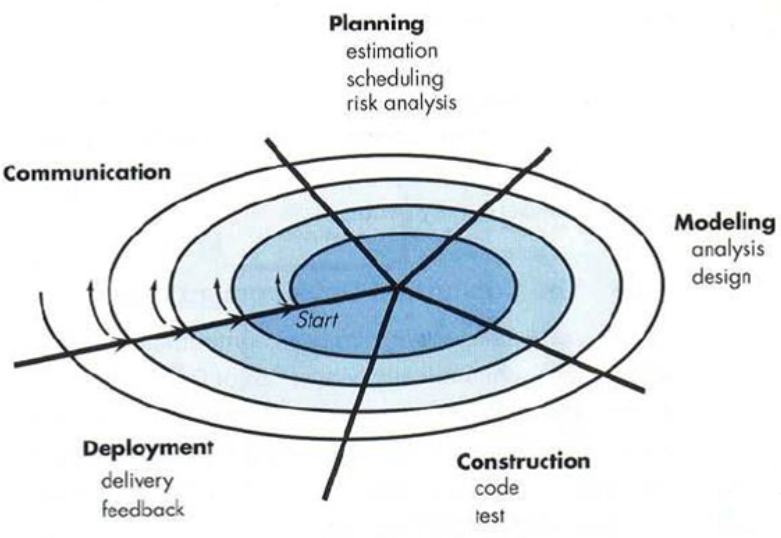 Planning
estimation
scheduling
risk analysis
Communication
Modeling
analysis
design
Start
Deployment
delivery
feedback
Construction
code
test